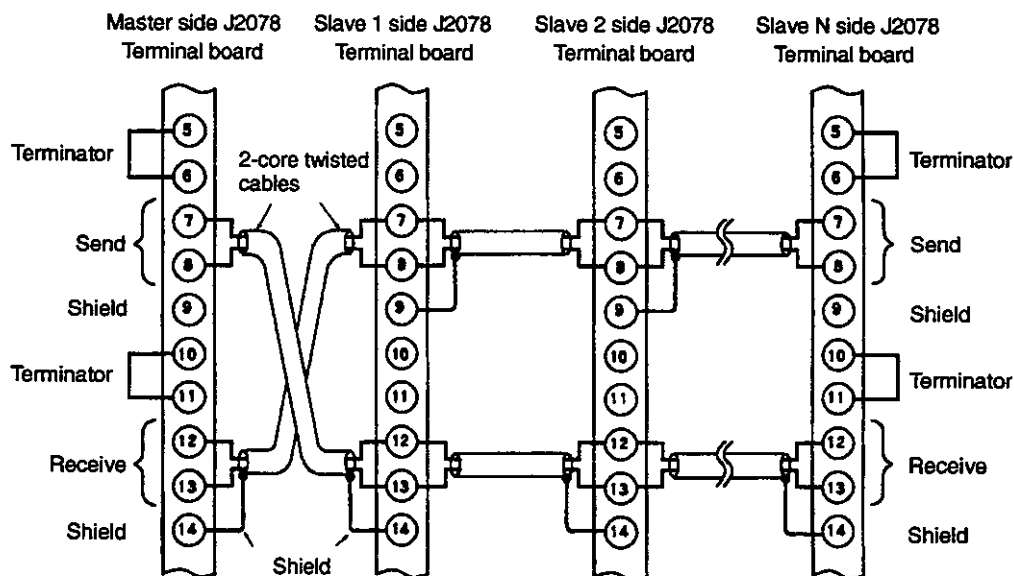 Master side J2078
Terminal board
Slave 1 side J2078
Terminal board
Slave 2 side J2078
Terminal board
Slave N side J2078
Terminal board
Terminator
Send
Shield
Terminator
Receive
Shield
2-core twisted
cables
Shield
5
6
7
8
9
10
11
12
13
14
5
6
7
8
9
10
11
12
13
14
5
6
7
8
9
10
11
12
13
14
5
6
7
8
9
10
11
12
13
14
Terminator
Send
Shield
Terminator
Receive
Shield